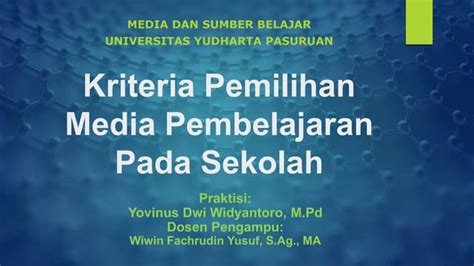 MEDIA DAN SUMBER BELAJAR
UNIVERSITAS YUDHARTA PASURUAN
Kriteria Pemilihan
Media Pembelajaran
Pada Sekolah
Praktisi:
Yovinus Dwi Widyantoro, M.Pd
Dosen Pengampu:
Wiwin Fachrudin Yusuf, S.Ag., MA